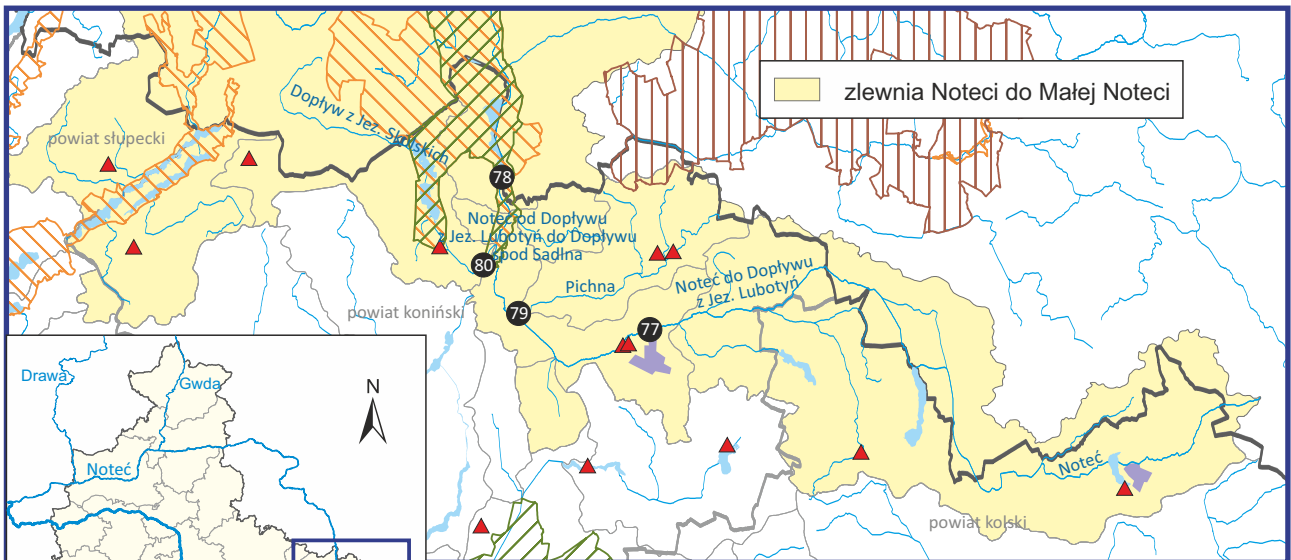 zlewnia Noteci do Małej Noteci
powiat słupecki
Dopływ z Jez. Skulskich
78
Noteć od Dopływu
z Jez. Lubotyń do Dopływu
spod Sadłna
80
Pichna
Noteć do Dopływu
z Jez. Lubotyń
powiat koniński
79
77
Drawa
Gwda
N
Noteć
Noteć
powiat kolski